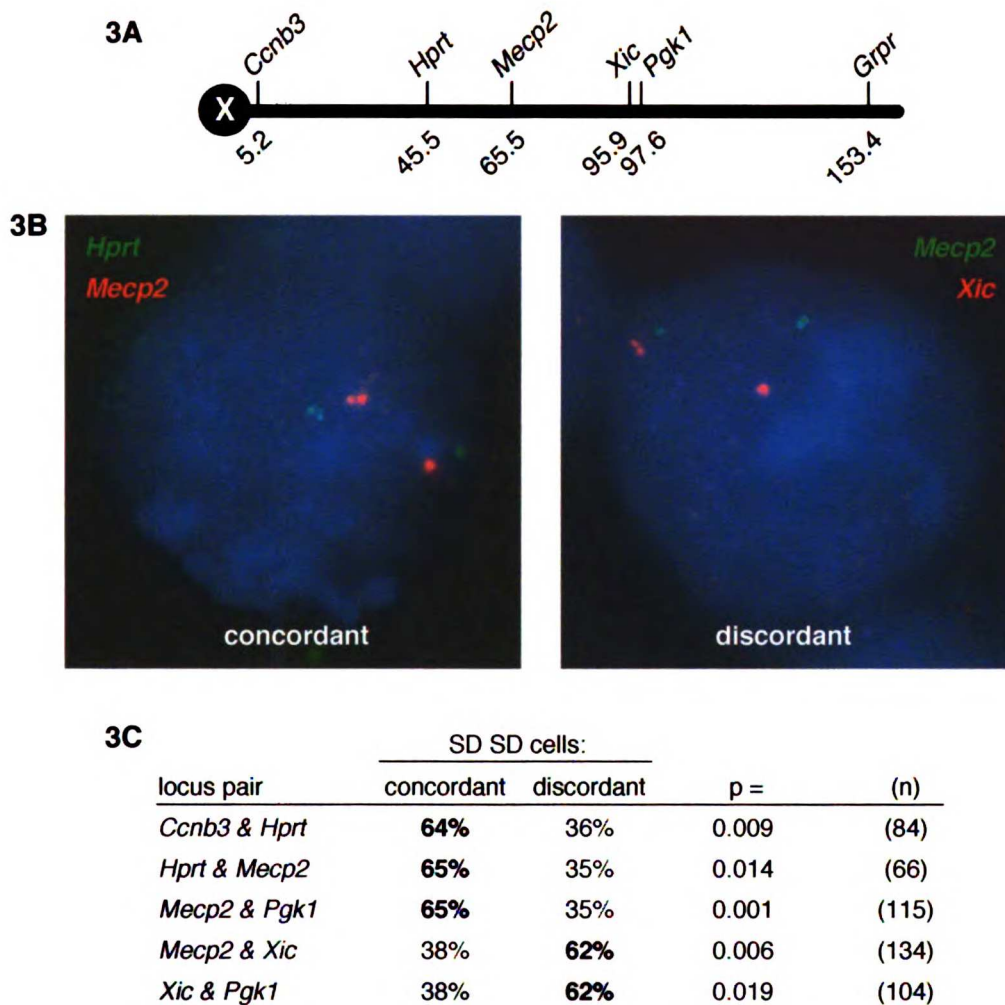 3A
Ccnb3 Hprt Mecp2 Xic Pgk1 Grpr
X
5.2 45.5 65.5 95.9 97.6 153.4
3B
Hprt
Mecp2
concordant
Mecp2
Xic
discordant
3C
SD SD cells:
locus pair concordant discordant p = (n)
Ccnb3 & Hprt 64% 36% 0.009 (84)
Hprt & Mecp2 65% 35% 0.014 (66)
Mecp2 & Pgk1 65% 35% 0.001 (115)
Mecp2 & Xic 38% 62% 0.006 (134)
Xic & Pgk1 38% 62% 0.019 (104)